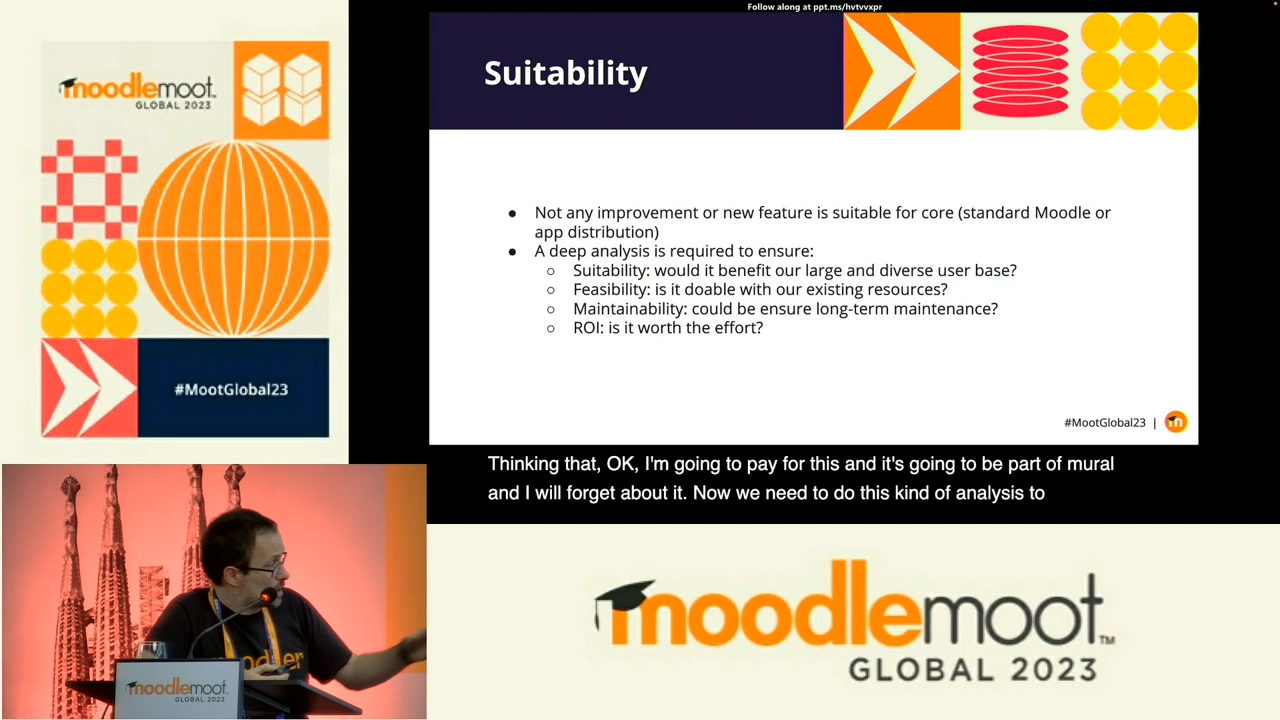 Follow along at ppt.ms/hvtvvxpr
moodlemoot™
GLOBAL 2023
#MootGlobal23
Suitability
● Not any improvement or new feature is suitable for core (standard Moodle or
app distribution)
● A deep analysis is required to ensure:
○ Suitability: would it benefit our large and diverse user base?
○ Feasibility: is it doable with our existing resources?
○ Maintainability: could be ensure long-term maintenance?
○ ROI: is it worth the effort?
#MootGlobal23 | m
Thinking that, OK, I'm going to pay for this and it's going to be part of mural
and I will forget about it. Now we need to do this kind of analysis to
moodlemoot
GLOBAL 2023
moodlemoot™
GLOBAL 2023